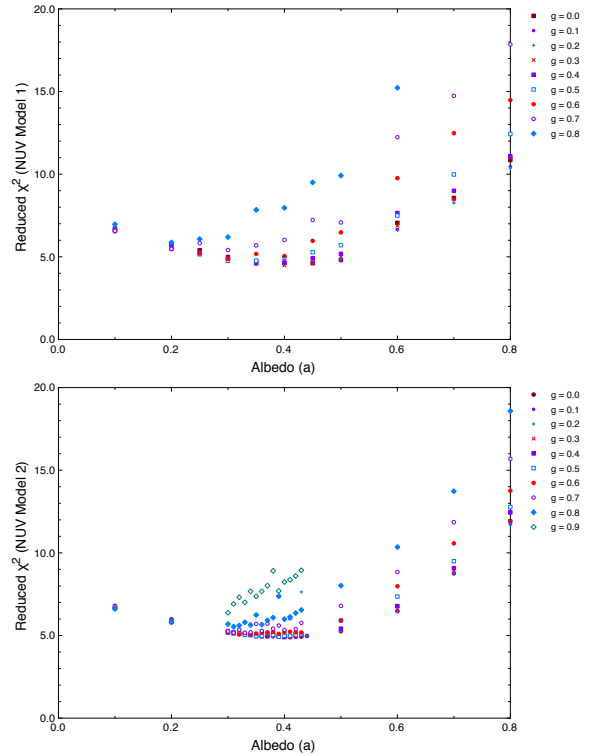 20.0
15.0
10.0
5.0
0.0
Reduced χ² (NUV Model 1)
0.0 0.2 0.4 0.6 0.8
Albedo (a)
g = 0.0
g = 0.1
g = 0.2
g = 0.3
g = 0.4
g = 0.5
g = 0.6
g = 0.7
g = 0.8
20.0
15.0
10.0
5.0
0.0
Reduced χ² (NUV Model 2)
0.0 0.2 0.4 0.6 0.8
Albedo (a)
g = 0.0
g = 0.1
g = 0.2
g = 0.3
g = 0.4
g = 0.5
g = 0.6
g = 0.7
g = 0.8
g = 0.9